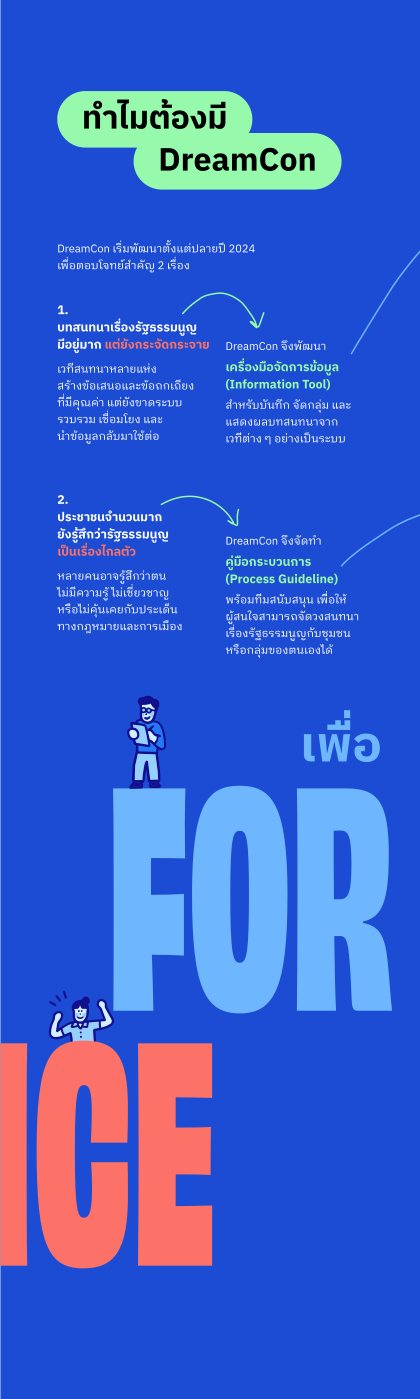 ทำไมต้องมี
DreamCon
DreamCon เริ่มพัฒนาตั้งแต่ปลายปี 2024
เพื่อตอบโจทย์สำคัญ 2 เรื่อง
1.
บทสนทนาเรื่องรัฐธรรมนูญ
มีอยู่มาก แต่ยังกระจัดกระจาย
เวทีสนทนาหลายแห่ง
สร้างข้อเสนอและข้อถกเถียง
ที่มีคุณค่า แต่ยังขาดระบบ
รวบรวม เชื่อมโยง และ
นำข้อมูลกลับมาใช้ต่อ
DreamCon จึงพัฒนา
เครื่องมือจัดการข้อมูล
(Information Tool)
สำหรับบันทึก จัดกลุ่ม และ
แสดงผลบทสนทนาจาก
เวทีต่าง ๆ อย่างเป็นระบบ
2.
ประชาชนจำนวนมาก
ยังรู้สึกว่ารัฐธรรมนูญ
เป็นเรื่องไกลตัว
หลายคนอาจรู้สึกว่าตน
ไม่มีความรู้ ไม่เชี่ยวชาญ
หรือไม่คุ้นเคยกับประเด็น
ทางกฎหมายและการเมือง
DreamCon จึงจัดทำ
คู่มือกระบวนการ
(Process Guideline)
พร้อมทีมสนับสนุน เพื่อให้
ผู้สนใจสามารถจัดวงสนทนา
เรื่องรัฐธรรมนูญกับชุมชน
หรือกลุ่มของตนเองได้
เพื่อ
FOR
ICE